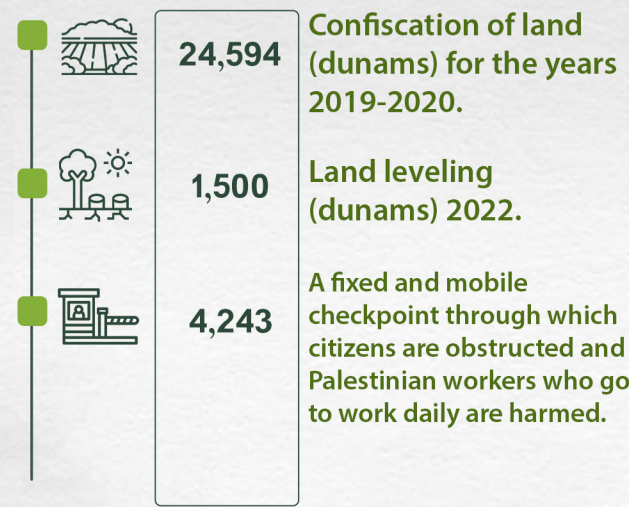 24,594
Confiscation of land
(dunams) for the years
2019-2020.
1,500
Land leveling
(dunams) 2022.
4,243
A fixed and mobile
checkpoint through which
citizens are obstructed and
Palestinian workers who go
to work daily are harmed.